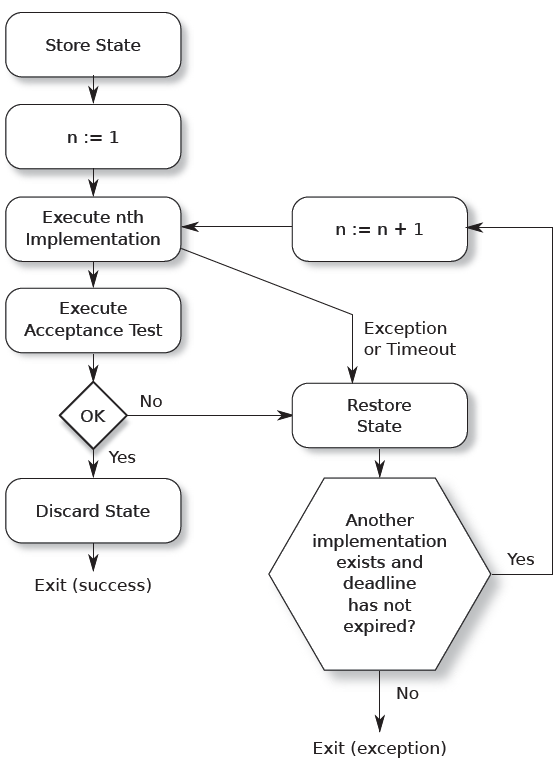 Store State
n := 1
Execute nth
Implementation
n := n + 1
Execute
Acceptance Test
Exception
or Timeout
OK
No
Restore
State
Yes
Discard State
Exit (success)
Another
implementation
exists and
deadline
has not
expired?
Yes
No
Exit (exception)